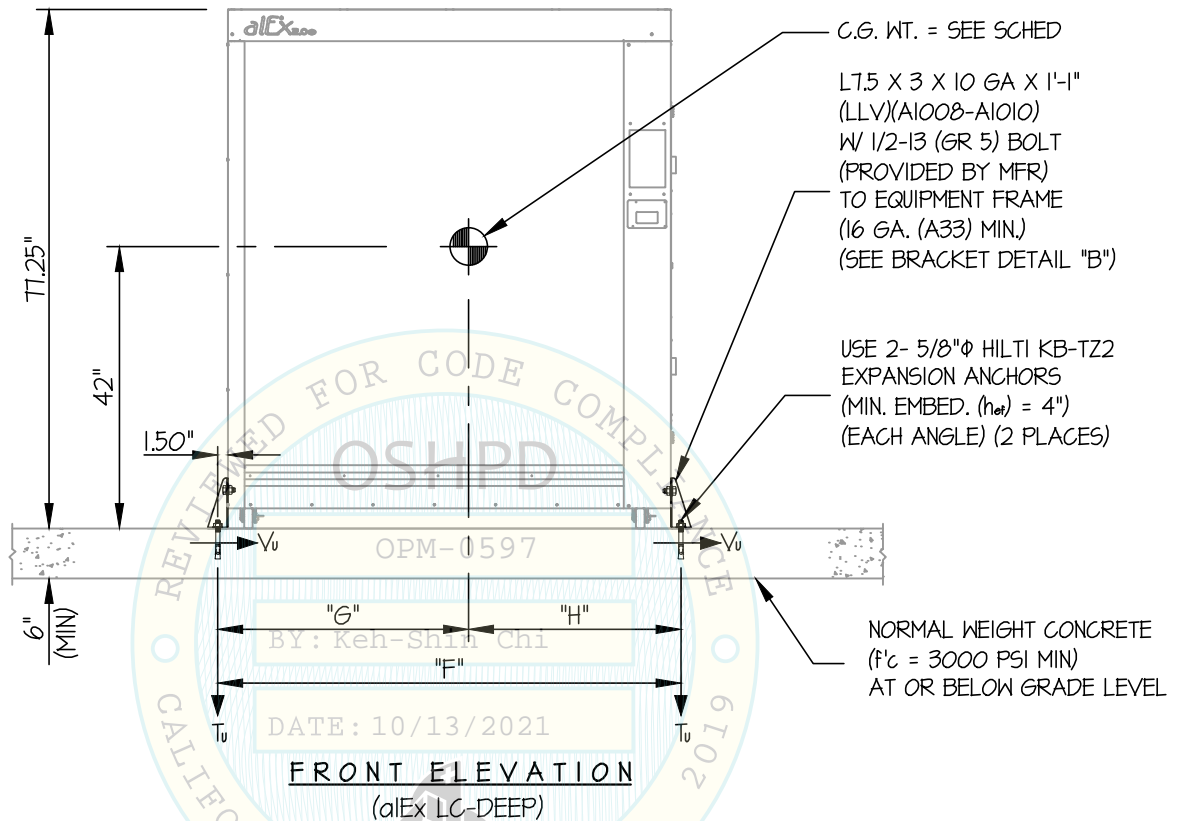 alEx
C.G. WT. = SEE SCHED
L7.5 X 3 X 10 GA X 1'-1"
(LLV)(A1008-A1010)
W/ 1/2-13 (GR 5) BOLT
(PROVIDED BY MFR)
TO EQUIPMENT FRAME
(16 GA. (A33) MIN.)
(SEE BRACKET DETAIL "B")
77.25"
42"
1.50"
USE 2- 5/8"Φ HILTI KB-TZ2
EXPANSION ANCHORS
(MIN. EMBED. (hef) = 4")
(EACH ANGLE) (2 PLACES)
REVIEWED FOR CODE COMPLIANCE
OSHPD
Vu
Vu
OPM-0597
6"
(MIN)
"G"
"H"
BY: Keh-Shin Chi
"F"
NORMAL WEIGHT CONCRETE
(f'c = 3000 PSI MIN)
AT OR BELOW GRADE LEVEL
Tu
Tu
DATE: 10/13/2021
2019
FRONT ELEVATION
(alEx LC-DEEP)